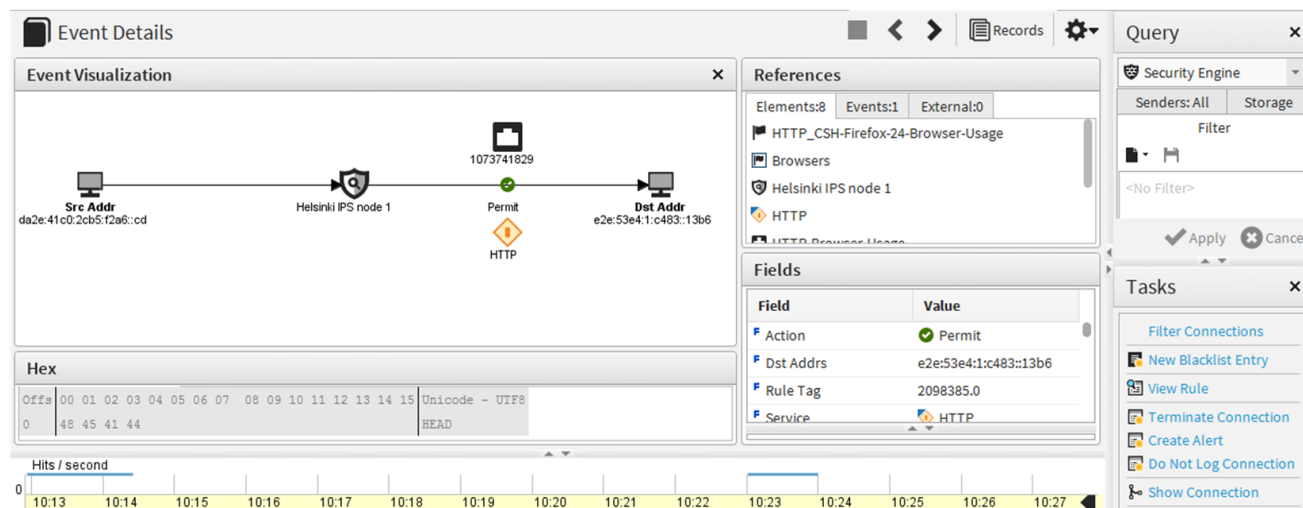 Event Details
Records
Event Visualization
1073741829
Src Addr
da2e:41c0:2cb5:f2a6::cd
Helsinki IPS node 1
Permit
HTTP
Dst Addr
e2e:53e4:1:c483::13b6
Hex
Offs 00 01 02 03 04 05 06 07 08 09 10 11 12 13 14 15 Unicode - UTF8
0 48 45 41 44 HEAD
References
Elements:8 Events:1 External:0
HTTP_CSH-Firefox-24-Browser-Usage
Browsers
Helsinki IPS node 1
HTTP
HTTP Browser Usage
Fields
Field Value
Action Permit
Dst Addrs e2e:53e4:1:c483::13b6
Rule Tag 2098385.0
Service HTTP
Query
Security Engine
Senders: All Storage
Filter
<No Filter>
Apply Cance
Tasks
Filter Connections
New Blacklist Entry
View Rule
Terminate Connection
Create Alert
Do Not Log Connection
Show Connection
Hits / second
0
10:13 10:14 10:15 10:16 10:17 10:18 10:19 10:20 10:21 10:22 10:23 10:24 10:25 10:26 10:27